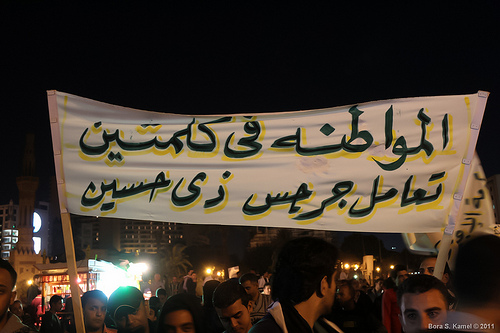 المواطنه فى كلمتين
تعامل جرجس ذى حسين
Bora S. Kamel © 2011